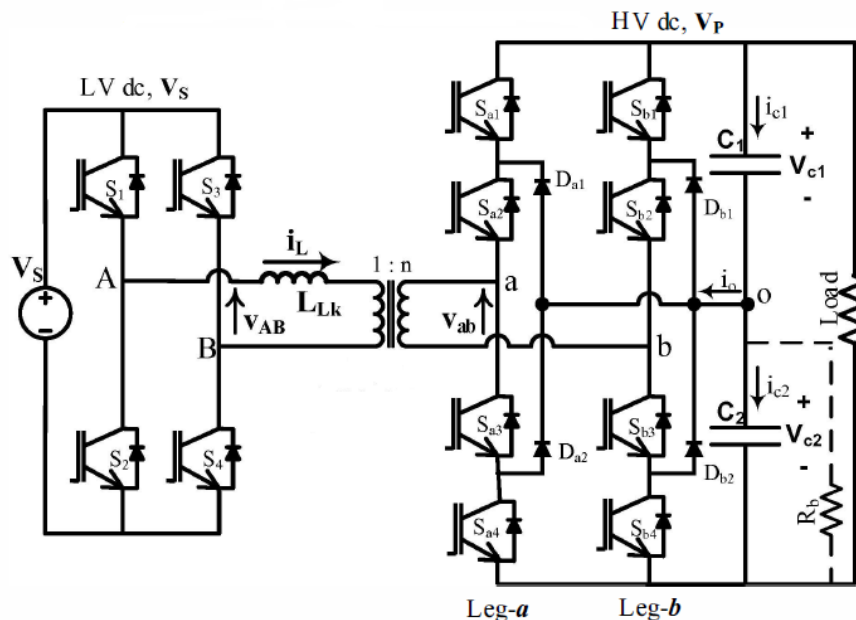 HV dc, V_P
LV dc, V_S
S_a1
S_b1
i_c1
C_1
+
V_c1
-
D_a1
D_b1
S_1
S_3
S_a2
S_b2
i_L
1 : n
V_S
A
L_Lk
a
i_o
o
Load
v_AB
v_ab
B
b
i_c2
C_2
+
V_c2
-
S_2
S_4
S_a3
D_a2
S_b3
D_b2
R_b
S_a4
S_b4
Leg-a
Leg-b